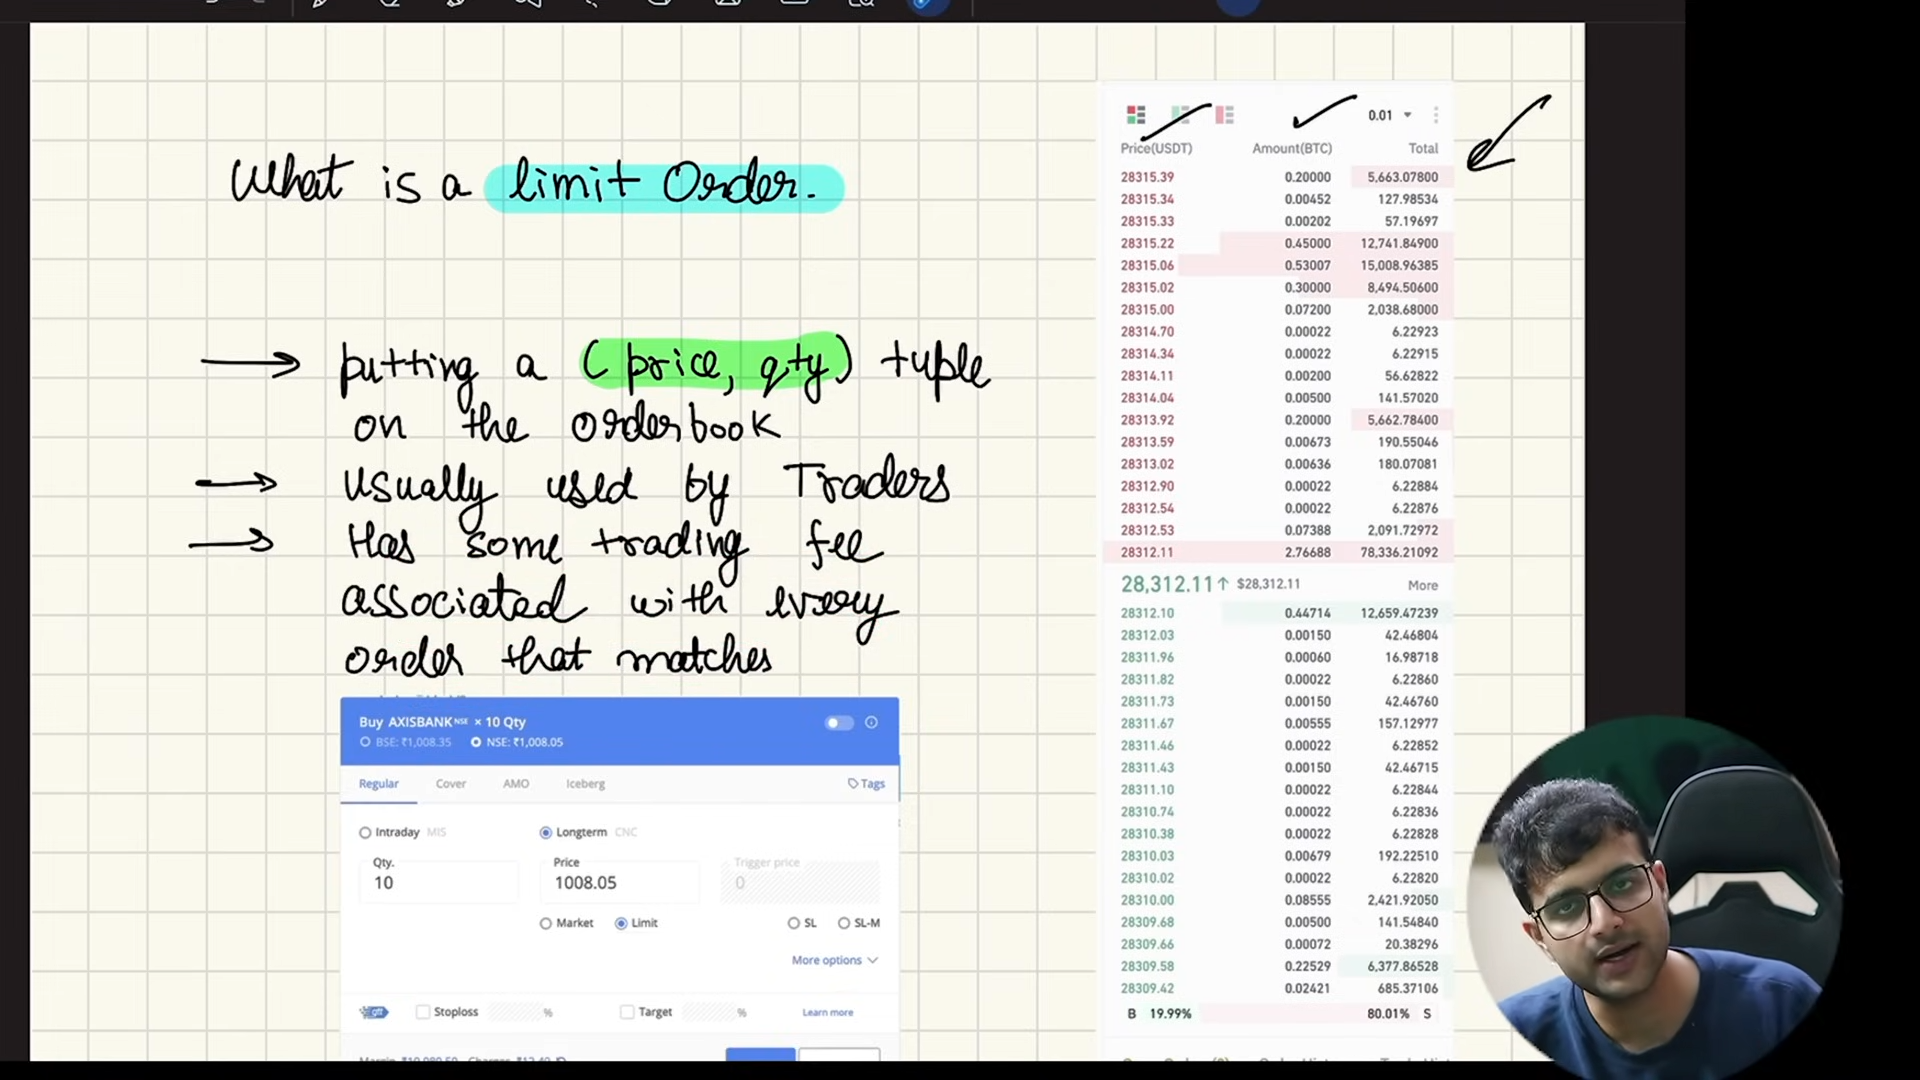 What is a limit Order.
→ putting a (price, qty) tuple
on the orderbook
→ Usually used by Traders
→ Has some trading fee
associated with every
order that matches
Buy AXISBANK NSE × 10 Qty
BSE: ₹1,008.35 NSE: ₹1,008.05
Regular Cover AMO Iceberg Tags
Intraday MIS Longterm CNC
Qty. Price Trigger price
10 1008.05 0
Market Limit SL SL-M
More options
Stoploss % Target % Learn more
0.01
Price(USDT) Amount(BTC) Total
28315.39 0.20000 5,663.07800
28315.34 0.00452 127.98534
28315.33 0.00202 57.19697
28315.22 0.45000 12,741.84900
28315.06 0.53007 15,008.96385
28315.02 0.30000 8,494.50600
28315.00 0.07200 2,038.68000
28314.70 0.00022 6.22923
28314.34 0.00022 6.22915
28314.11 0.00200 56.62822
28314.04 0.00500 141.57020
28313.92 0.20000 5,662.78400
28313.59 0.00673 190.55046
28313.02 0.00636 180.07081
28312.90 0.00022 6.22884
28312.54 0.00022 6.22876
28312.53 0.07388 2,091.72972
28312.11 2.76688 78,336.21092
28,312.11↑ $28,312.11 More
28312.10 0.44714 12,659.47239
28312.03 0.00150 42.46804
28311.96 0.00060 16.98718
28311.82 0.00022 6.22860
28311.73 0.00150 42.46760
28311.67 0.00555 157.12977
28311.46 0.00022 6.22852
28311.43 0.00150 42.46715
28311.10 0.00022 6.22844
28310.74 0.00022 6.22836
28310.38 0.00022 6.22828
28310.03 0.00679 192.22510
28310.02 0.00022 6.22820
28310.00 0.08555 2,421.92050
28309.68 0.00500 141.54840
28309.66 0.00072 20.38296
28309.58 0.22529 6,377.86528
28309.42 0.02421 685.37106
B 19.99% 80.01% S